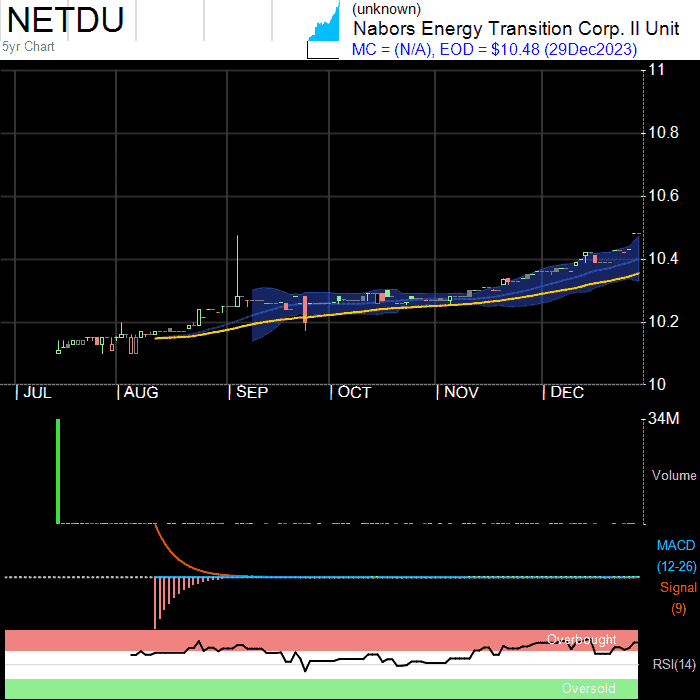 NETDU
5yr Chart
(unknown)
Nabors Energy Transition Corp. II Unit
MC = (N/A), EOD = $10.48 (29Dec2023)
11
10.8
10.6
10.4
10.2
10
JUL AUG SEP OCT NOV DEC
34M
Volume
MACD
(12-26)
Signal
(9)
Overbought
RSI(14)
Oversold